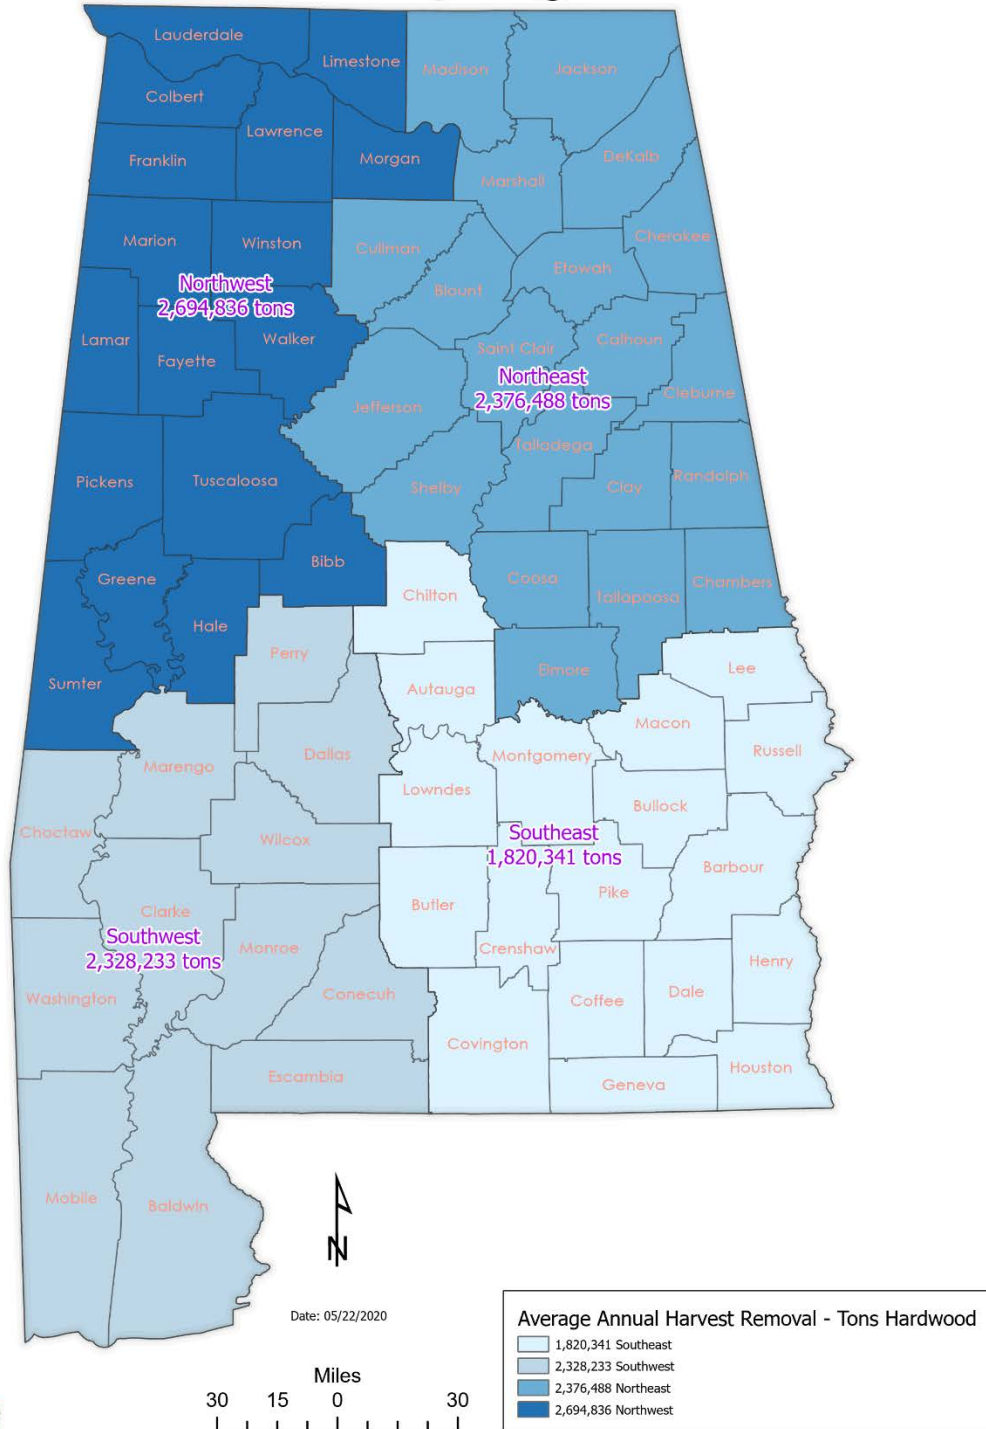 Lauderdale
Limestone
Madison
Jackson
Colbert
Lawrence
Franklin
Morgan
DeKalb
Marshall
Cherokee
Marion
Winston
Cullman
Etowah
Blount
Northwest
2,694,836 tons
Lamar
Walker
Fayette
Saint Clair
Calhoun
Northeast
2,376,488 tons
Cleburne
Jefferson
Talladega
Pickens
Tuscaloosa
Shelby
Clay
Randolph
Bibb
Greene
Chilton
Coosa
Tallapoosa
Chambers
Hale
Perry
Sumter
Autauga
Elmore
Lee
Macon
Marengo
Dallas
Montgomery
Russell
Lowndes
Bullock
Choctaw
Wilcox
Southeast
1,820,341 tons
Barbour
Butler
Pike
Clarke
Southwest
2,328,233 tons
Monroe
Crenshaw
Henry
Washington
Conecuh
Coffee
Dale
Covington
Escambia
Geneva
Houston
Mobile
Baldwin
N
Date: 05/22/2020
Miles
30 15 0 30
Average Annual Harvest Removal - Tons Hardwood
1,820,341 Southeast
2,328,233 Southwest
2,376,488 Northeast
2,694,836 Northwest